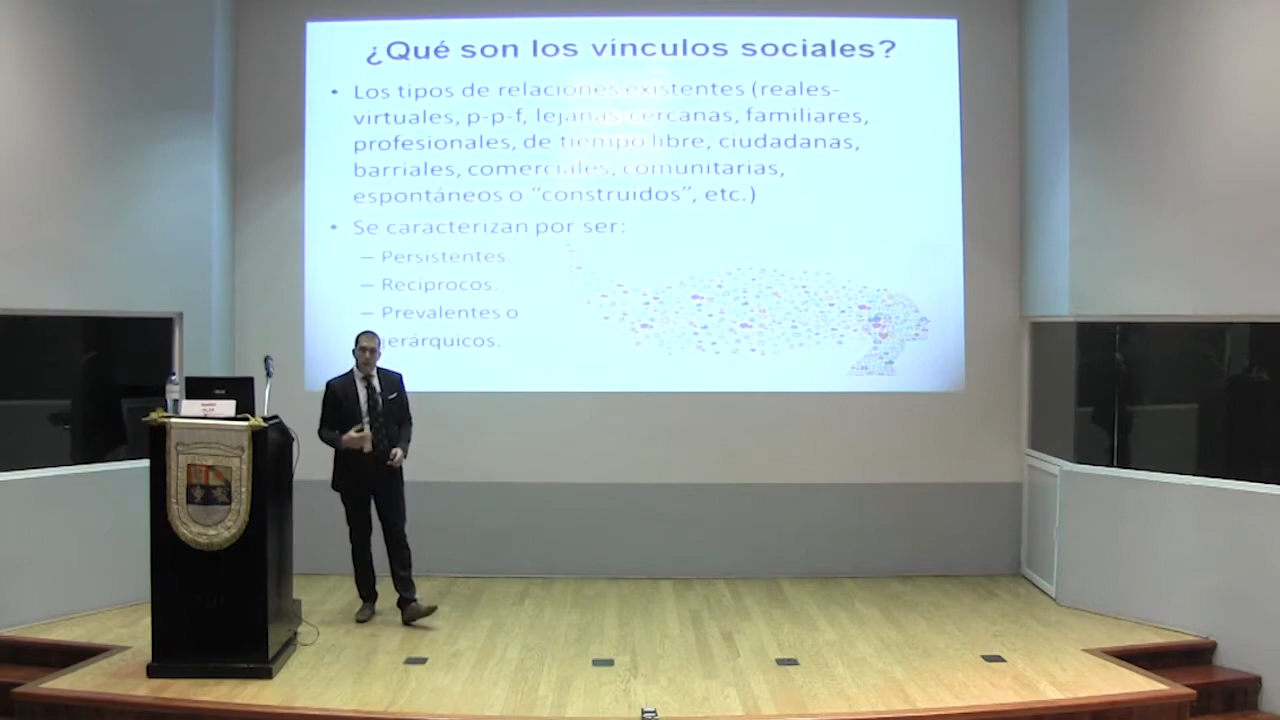 ¿Qué son los vínculos sociales?
• Los tipos de relaciones existentes (reales-
virtuales, p-p-f, lejanas-cercanas, familiares,
profesionales, de tiempo libre, ciudadanas,
barriales, comerciales, comunitarias,
espontáneos o “construidos”, etc.)
• Se caracterizan por ser:
– Persistentes.
– Reciprocos.
– Prevalentes o
jerárquicos.